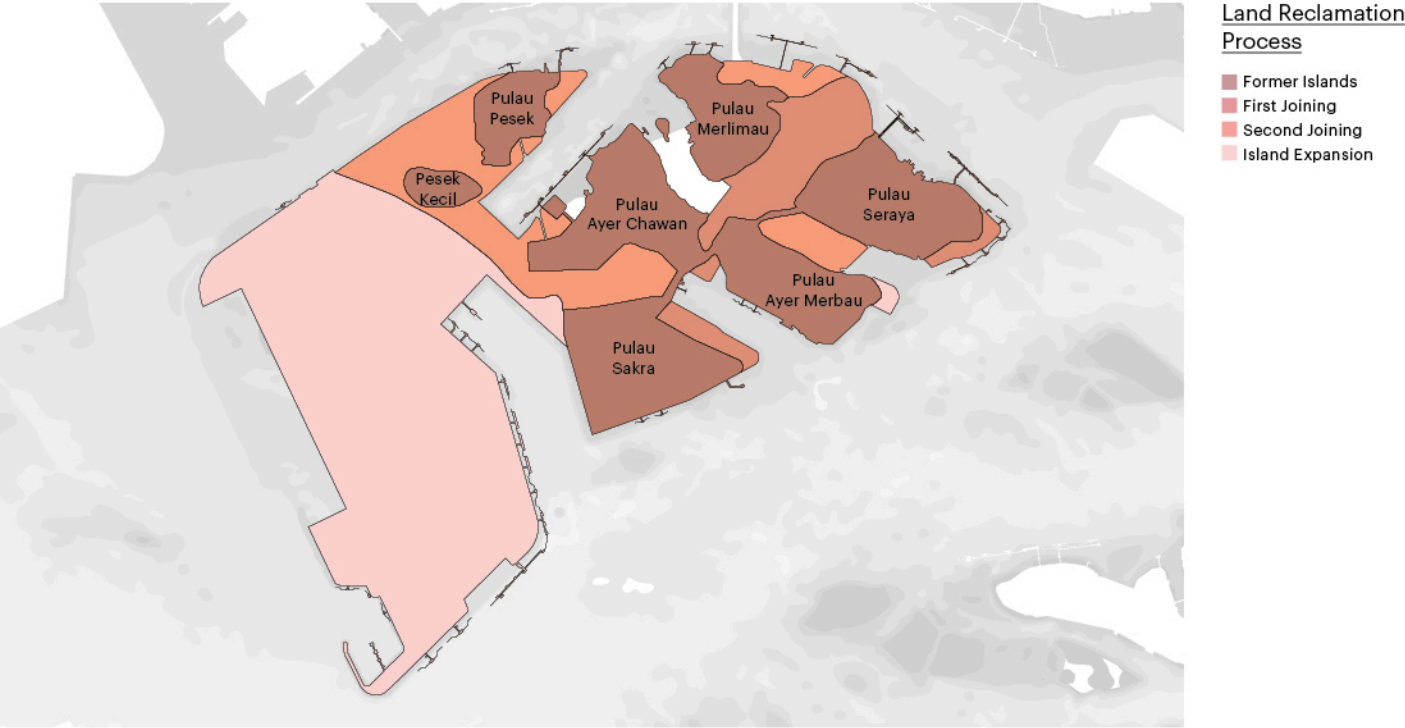 Land Reclamation
Process
Former Islands
First Joining
Second Joining
Island Expansion
Pulau
Pesek
Pulau
Merlimau
Pesek
Kecil
Pulau
Ayer Chawan
Pulau
Seraya
Pulau
Ayer Merbau
Pulau
Sakra